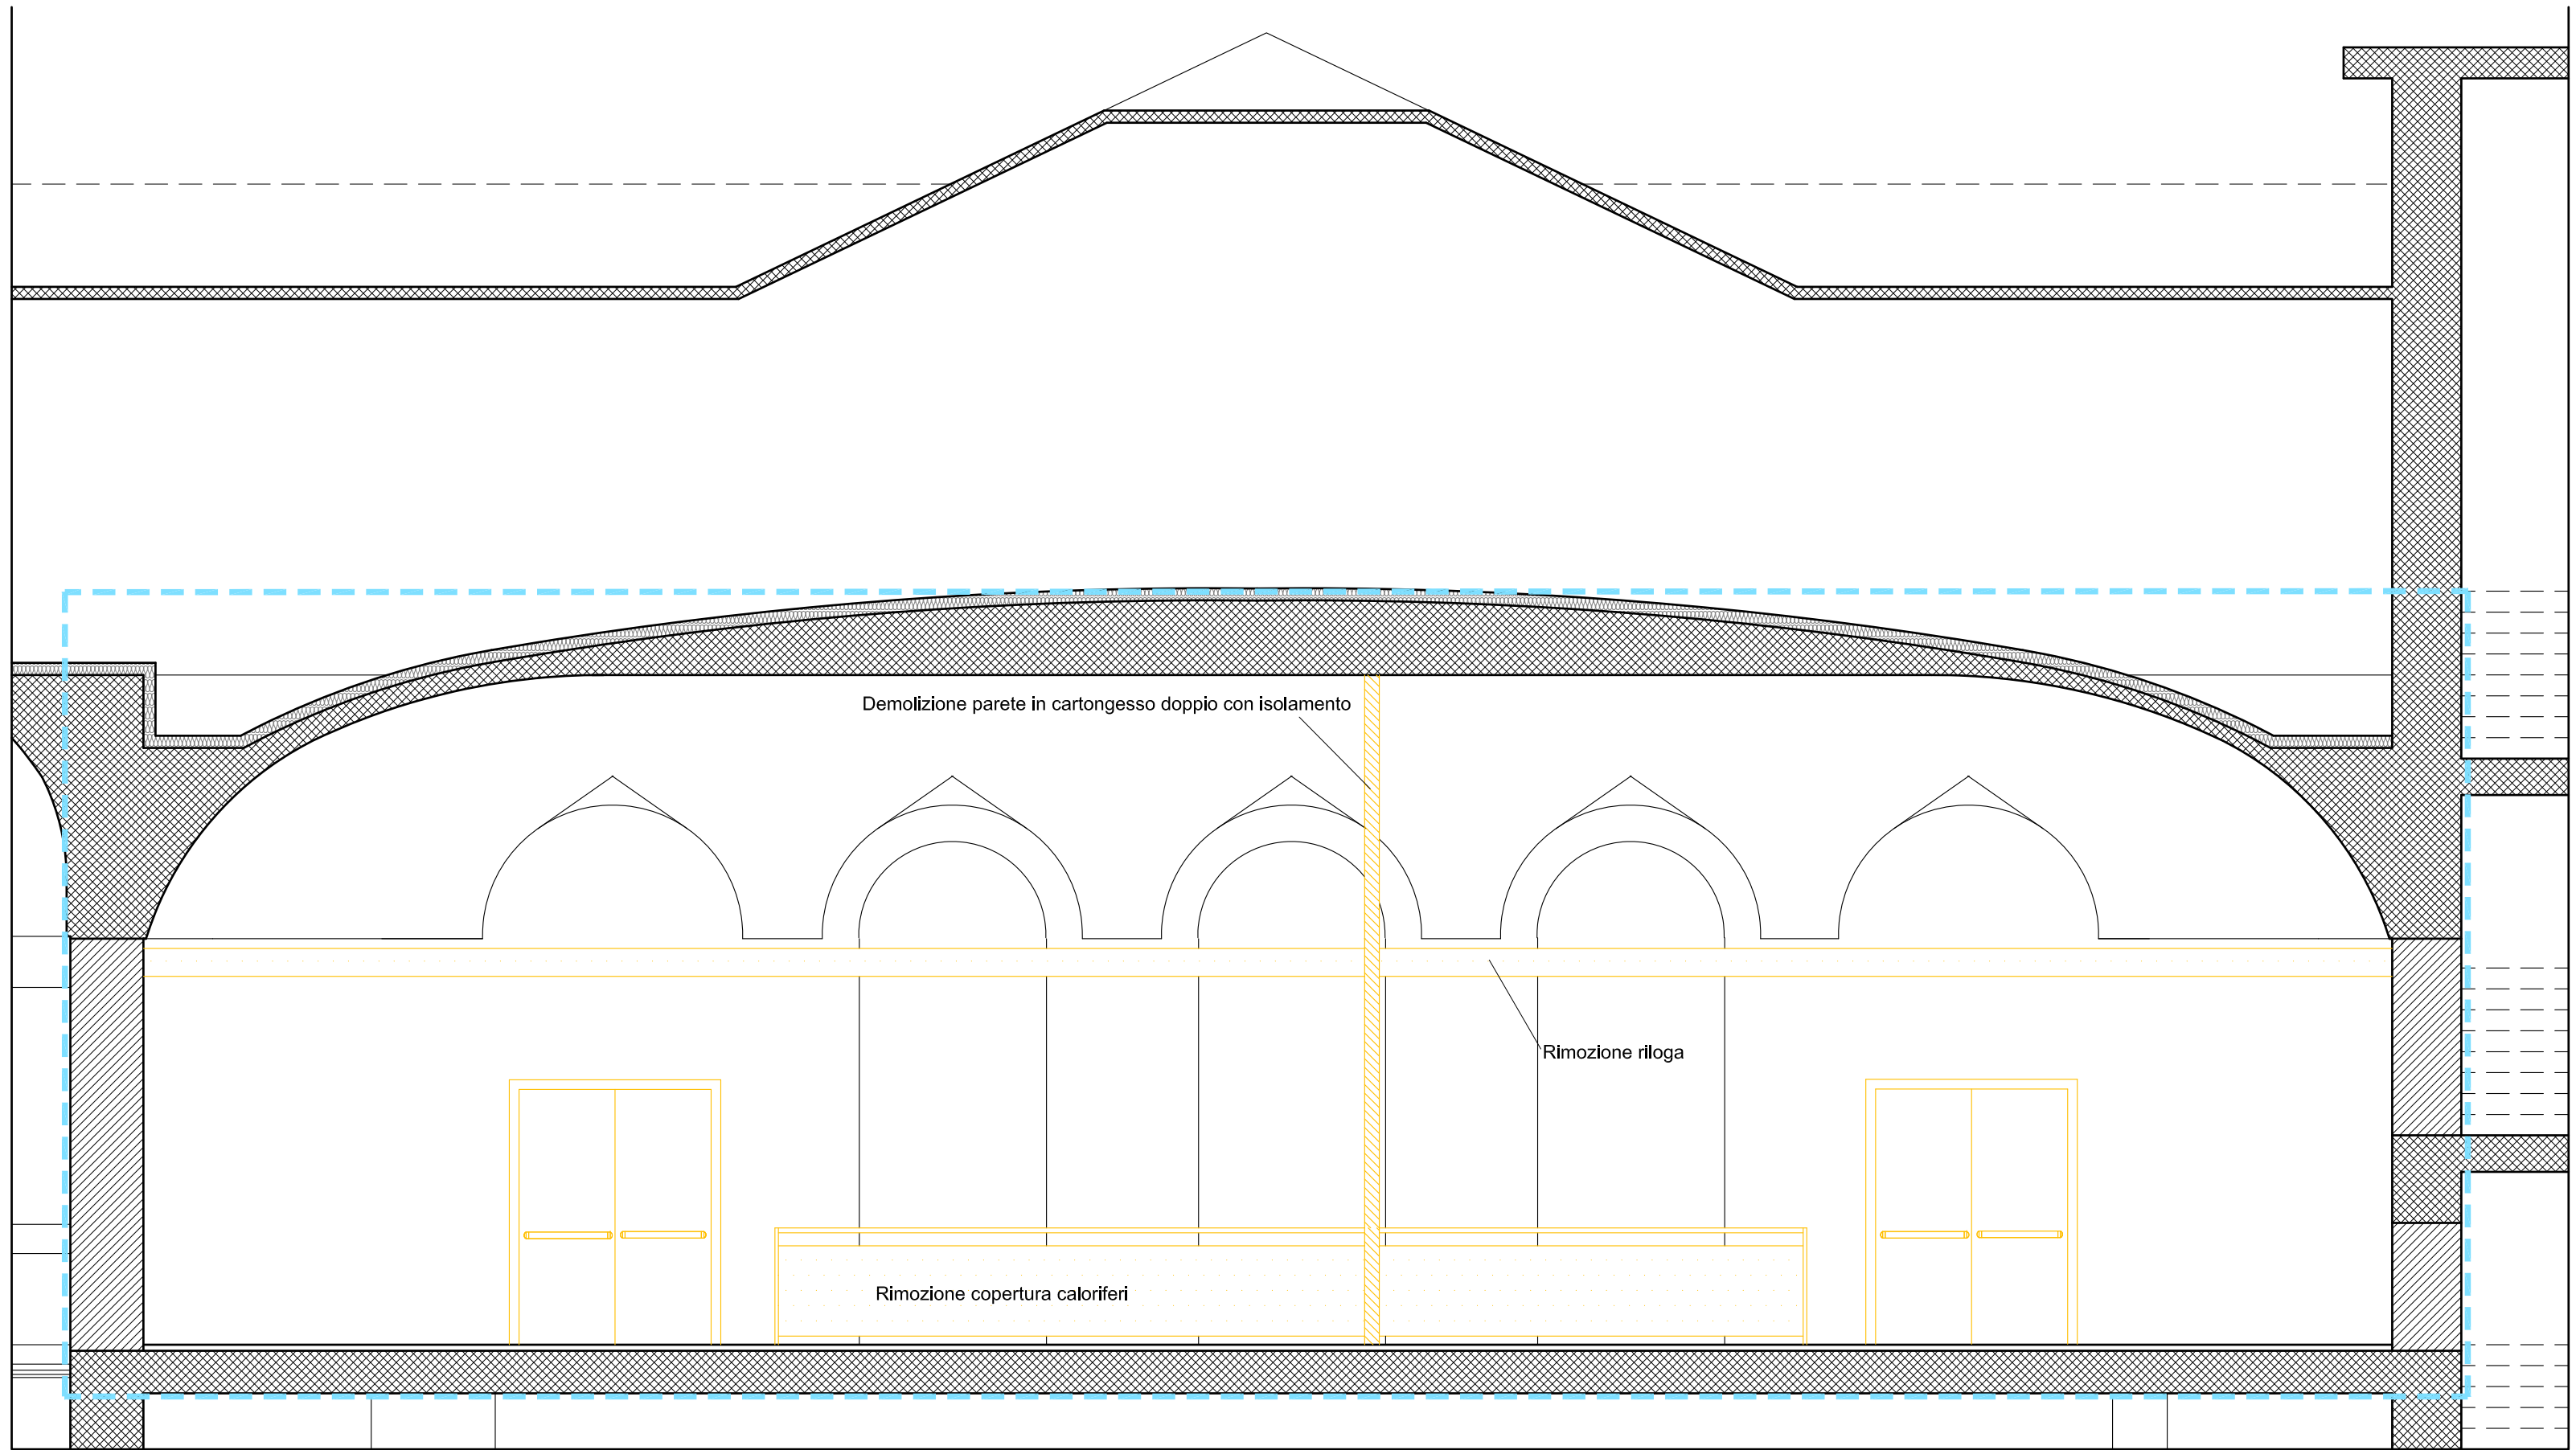 Demolizione parete in cartongesso doppio con isolamento
Rimozione riloga
Rimozione copertura caloriferi